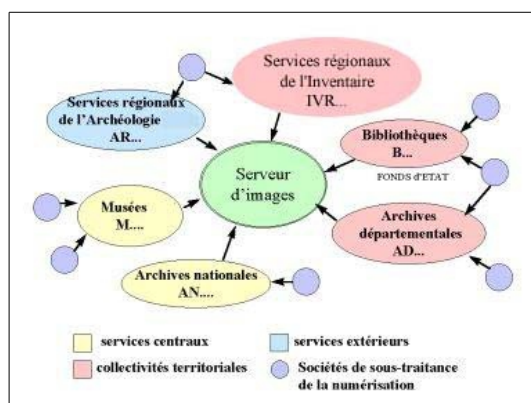 Services régionaux
de l'Inventaire
IVR...
Services régionaux
de l'Archéologie
AR...
Bibliothèques
B...
FONDS d'ETAT
Serveur
d'images
Musées
M....
Archives
départementales
AD...
Archives nationales
AN....
services centraux
services extérieurs
collectivités territoriales
Sociétés de sous-traitance
de la numérisation